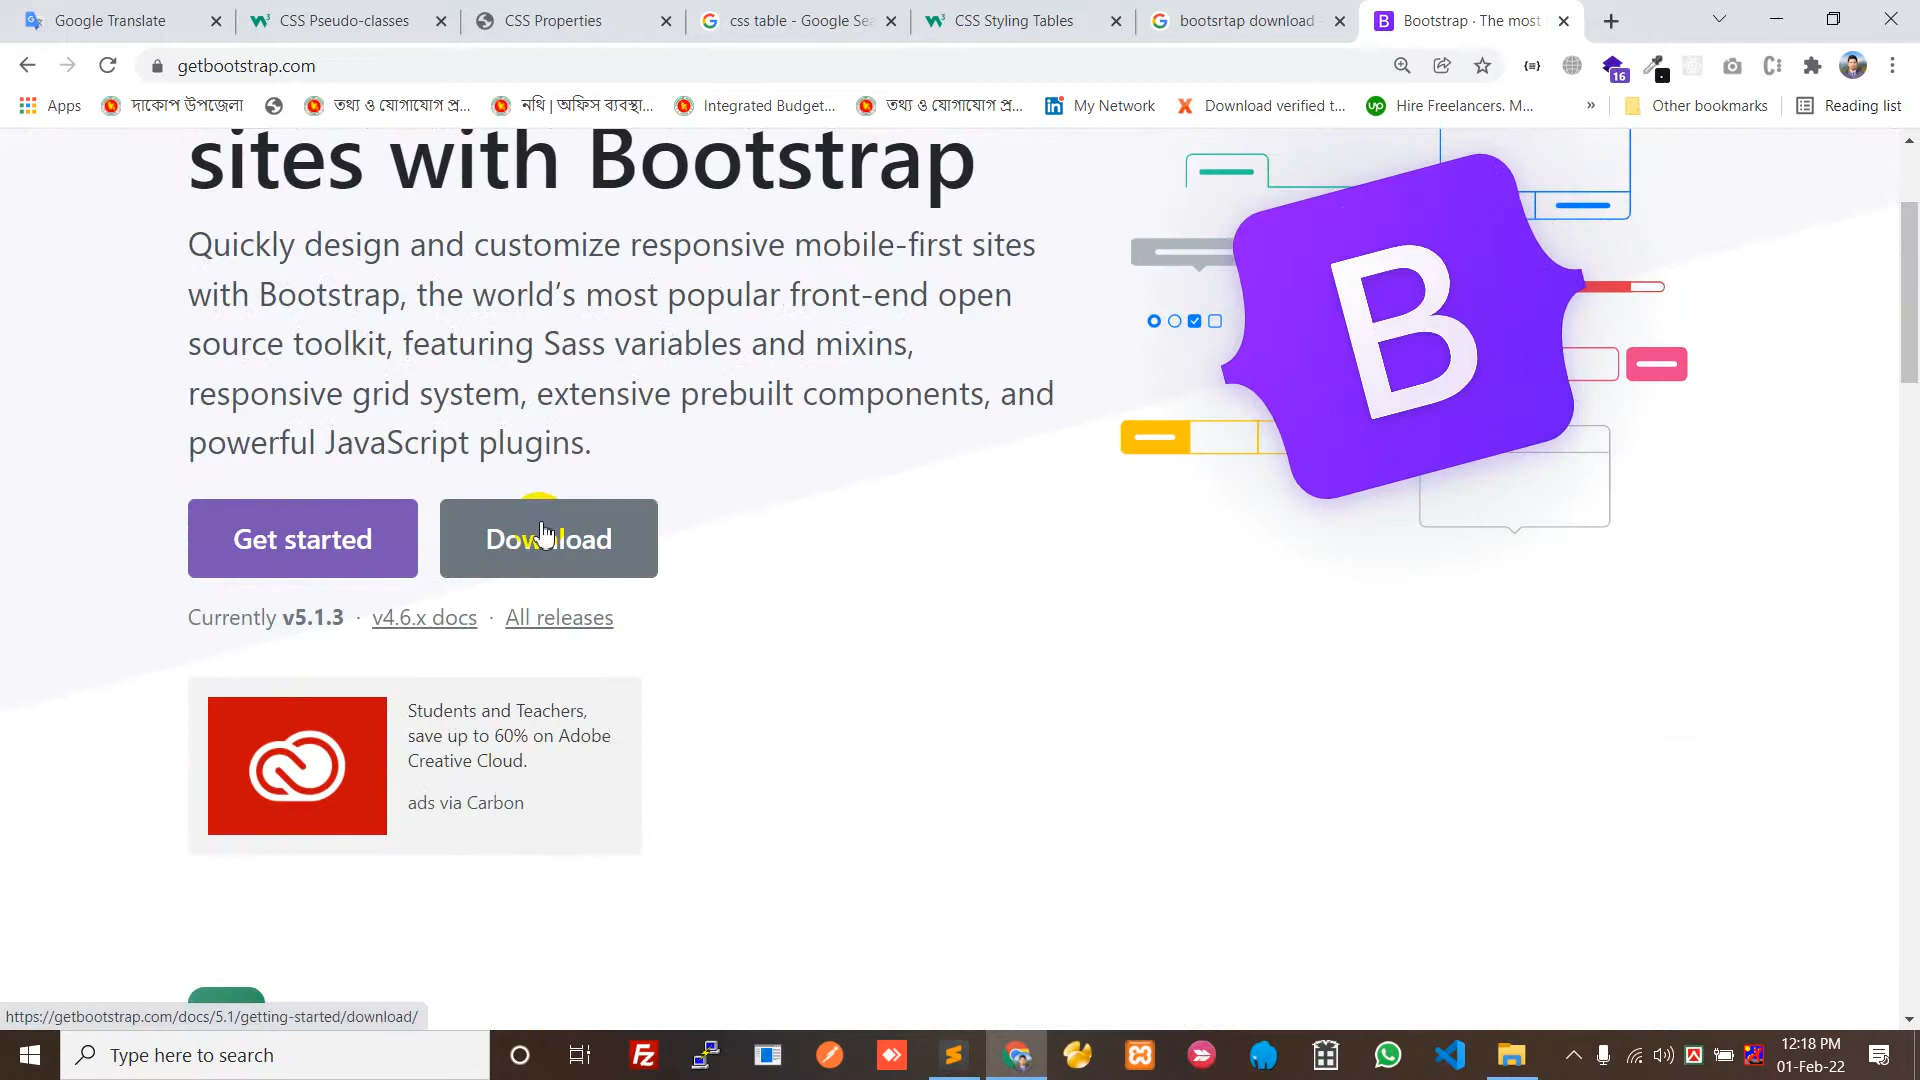 Google Translate
CSS Pseudo-classes
CSS Properties
css table - Google Sea
CSS Styling Tables
bootsrtap download -
Bootstrap · The most
getbootstrap.com
16
Apps
দাকোপ উপজেলা
তথ্য ও যোগাযোগ প্র...
নথি | অফিস ব্যবস্থা...
Integrated Budget...
তথ্য ও যোগাযোগ প্র...
My Network
Download verified t...
Hire Freelancers. M...
»
Other bookmarks
Reading list
sites with Bootstrap
Quickly design and customize responsive mobile-first sites
with Bootstrap, the world’s most popular front-end open
source toolkit, featuring Sass variables and mixins,
responsive grid system, extensive prebuilt components, and
powerful JavaScript plugins.
B
Get started
Download
Currently v5.1.3 · v4.6.x docs · All releases
Students and Teachers,
save up to 60% on Adobe
Creative Cloud.
ads via Carbon
https://getbootstrap.com/docs/5.1/getting-started/download/
Type here to search
12:18 PM
01-Feb-22